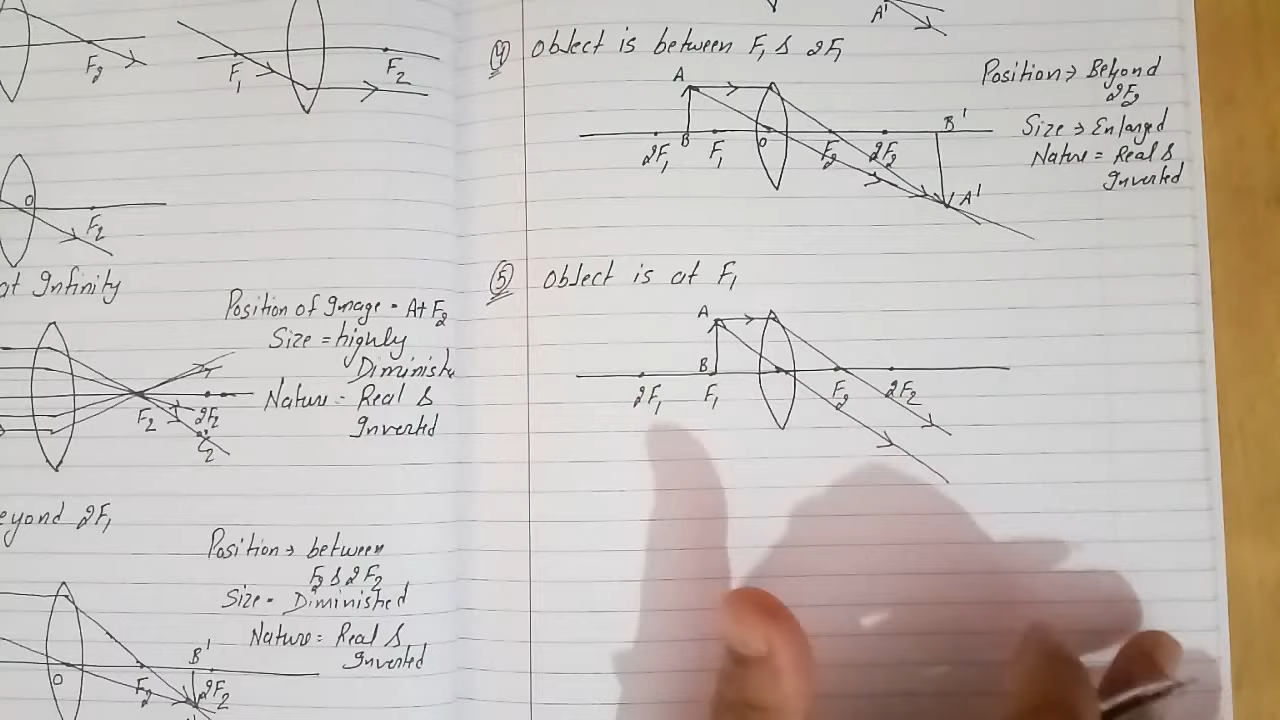 F2
F1
F2
O
F2
at Infinity
Position of Image = At F2
Size = highly
Diminishe
Nature = Real &
Inverted
F2
2F2
C2
eyond 2F1
Position → between
F2 & 2F2
Size = Diminished
Nature = Real &
Inverted
B'
O
F2
2F2
A'
(4) Object is between F1 & 2F1
Position → Beyond
2F2
Size → Enlarged
Nature = Real &
Inverted
A
B'
2F1
B
F1
O
F2
2F2
A'
(5) Object is at F1
A
B
2F1
F1
F2
2F2